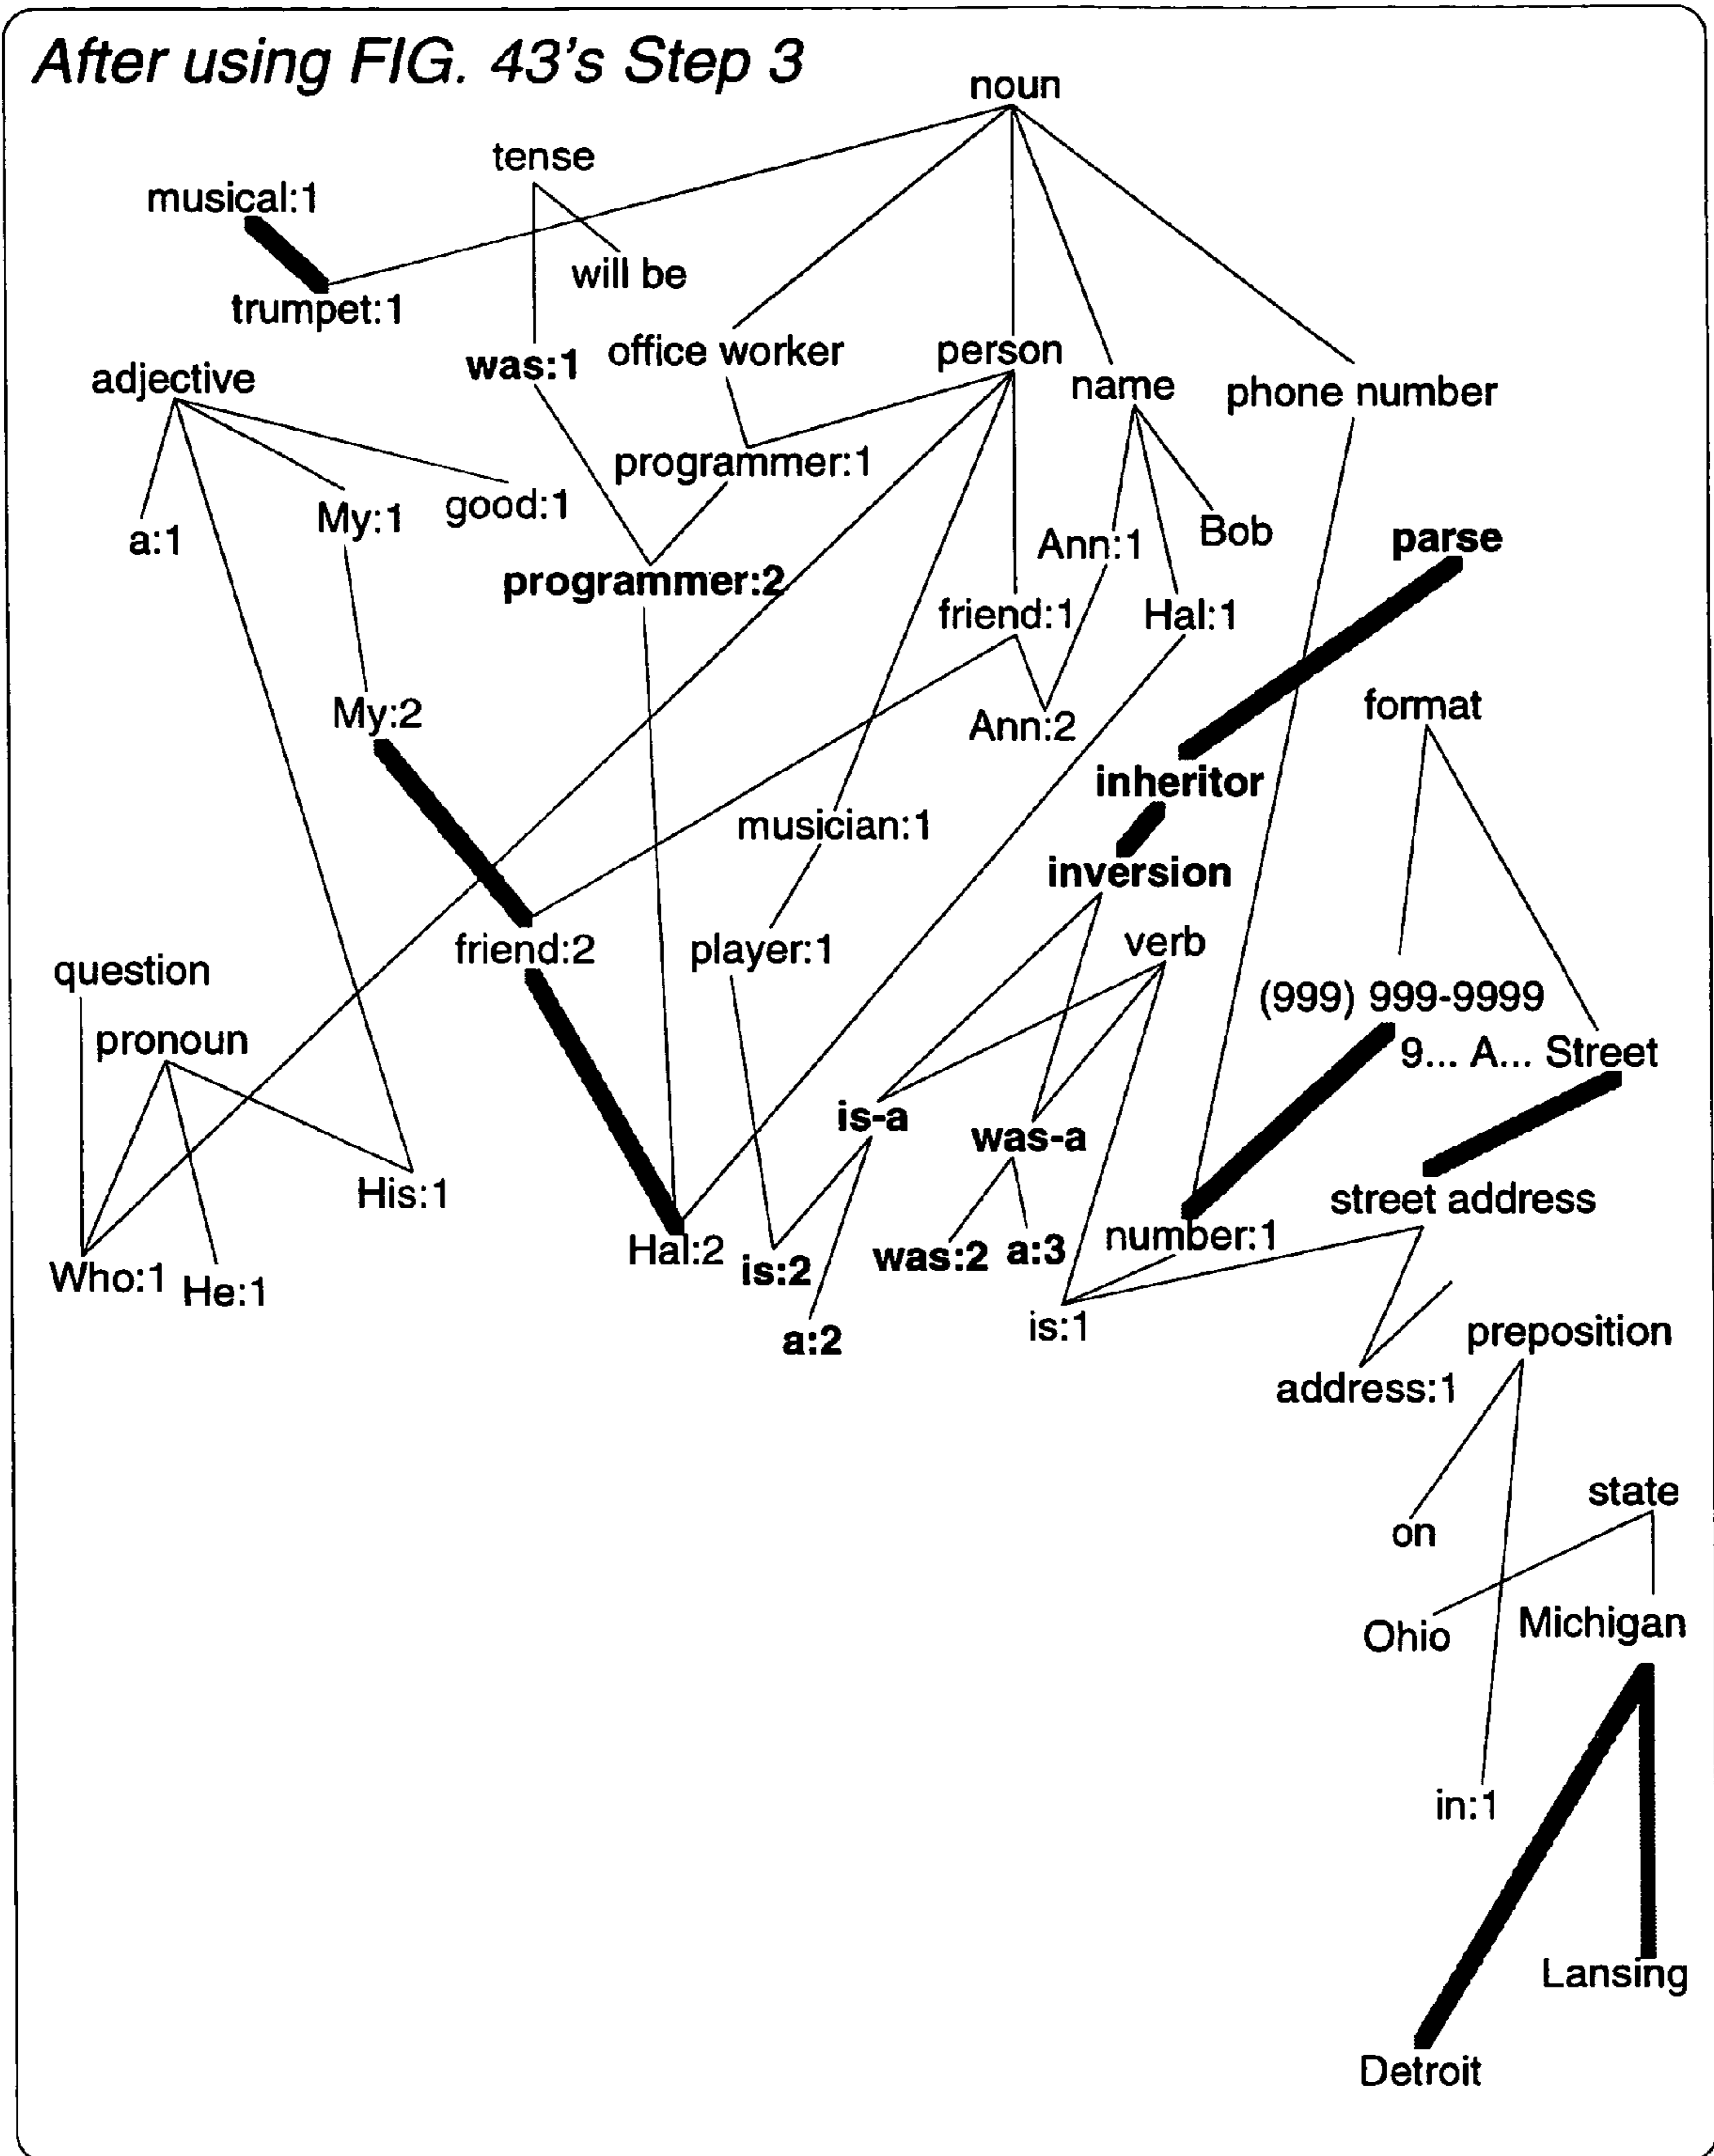 After using FIG. 43's Step 3
noun
tense
musical:1
will be
trumpet:1
was:1
office worker
person
name
phone number
adjective
programmer:1
good:1
My:1
a:1
Ann:1
Bob
parse
programmer:2
friend:1
Hal:1
My:2
Ann:2
format
inheritor
musician:1
inversion
friend:2
player:1
verb
question
(999) 999-9999
pronoun
9... A... Street
is-a
was-a
His:1
street address
Who:1
He:1
Hal:2
is:2
was:2
a:3
number:1
is:1
a:2
preposition
address:1
state
on
Ohio
Michigan
in:1
Lansing
Detroit